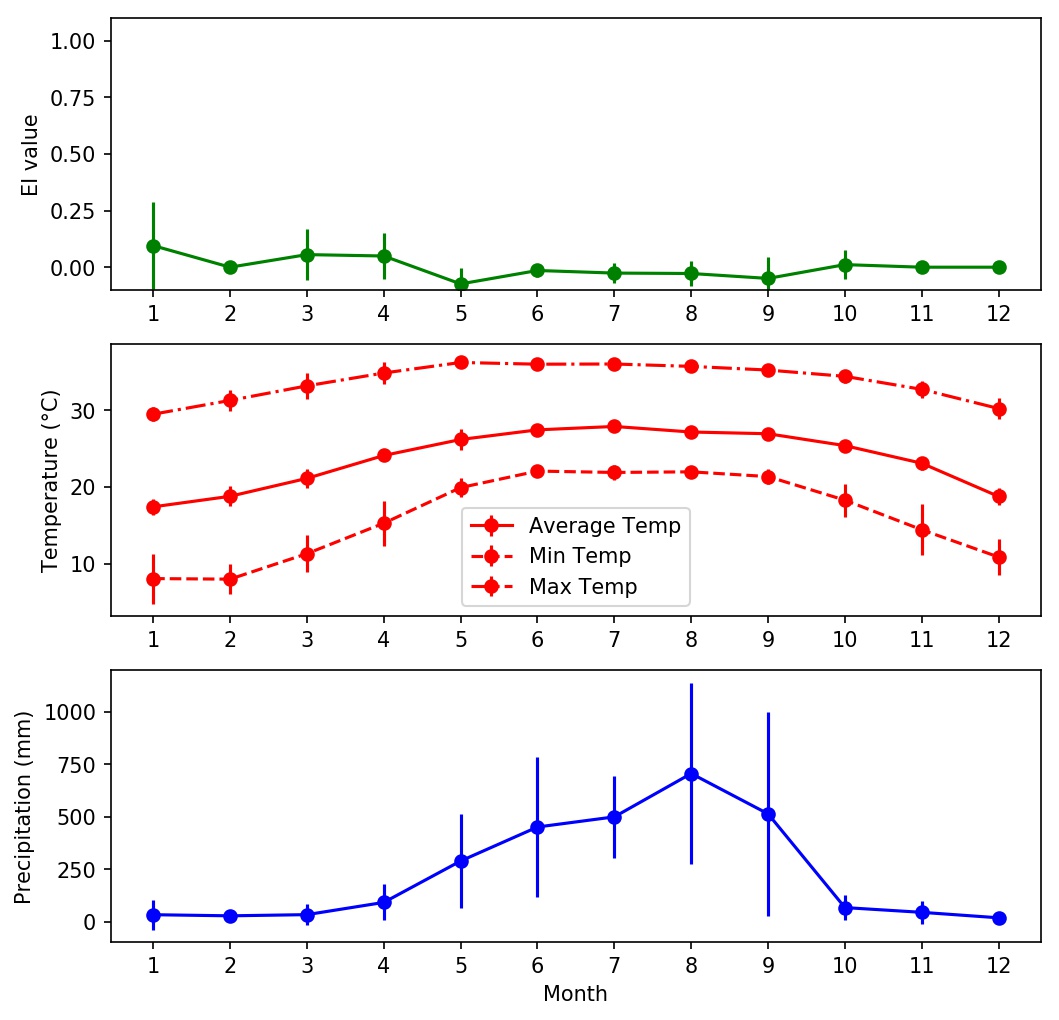 EI value
1.00
0.75
0.50
0.25
0.00
1 2 3 4 5 6 7 8 9 10 11 12
Temperature (°C)
30
20
10
Average Temp
Min Temp
Max Temp
1 2 3 4 5 6 7 8 9 10 11 12
Precipitation (mm)
1000
750
500
250
0
1 2 3 4 5 6 7 8 9 10 11 12
Month